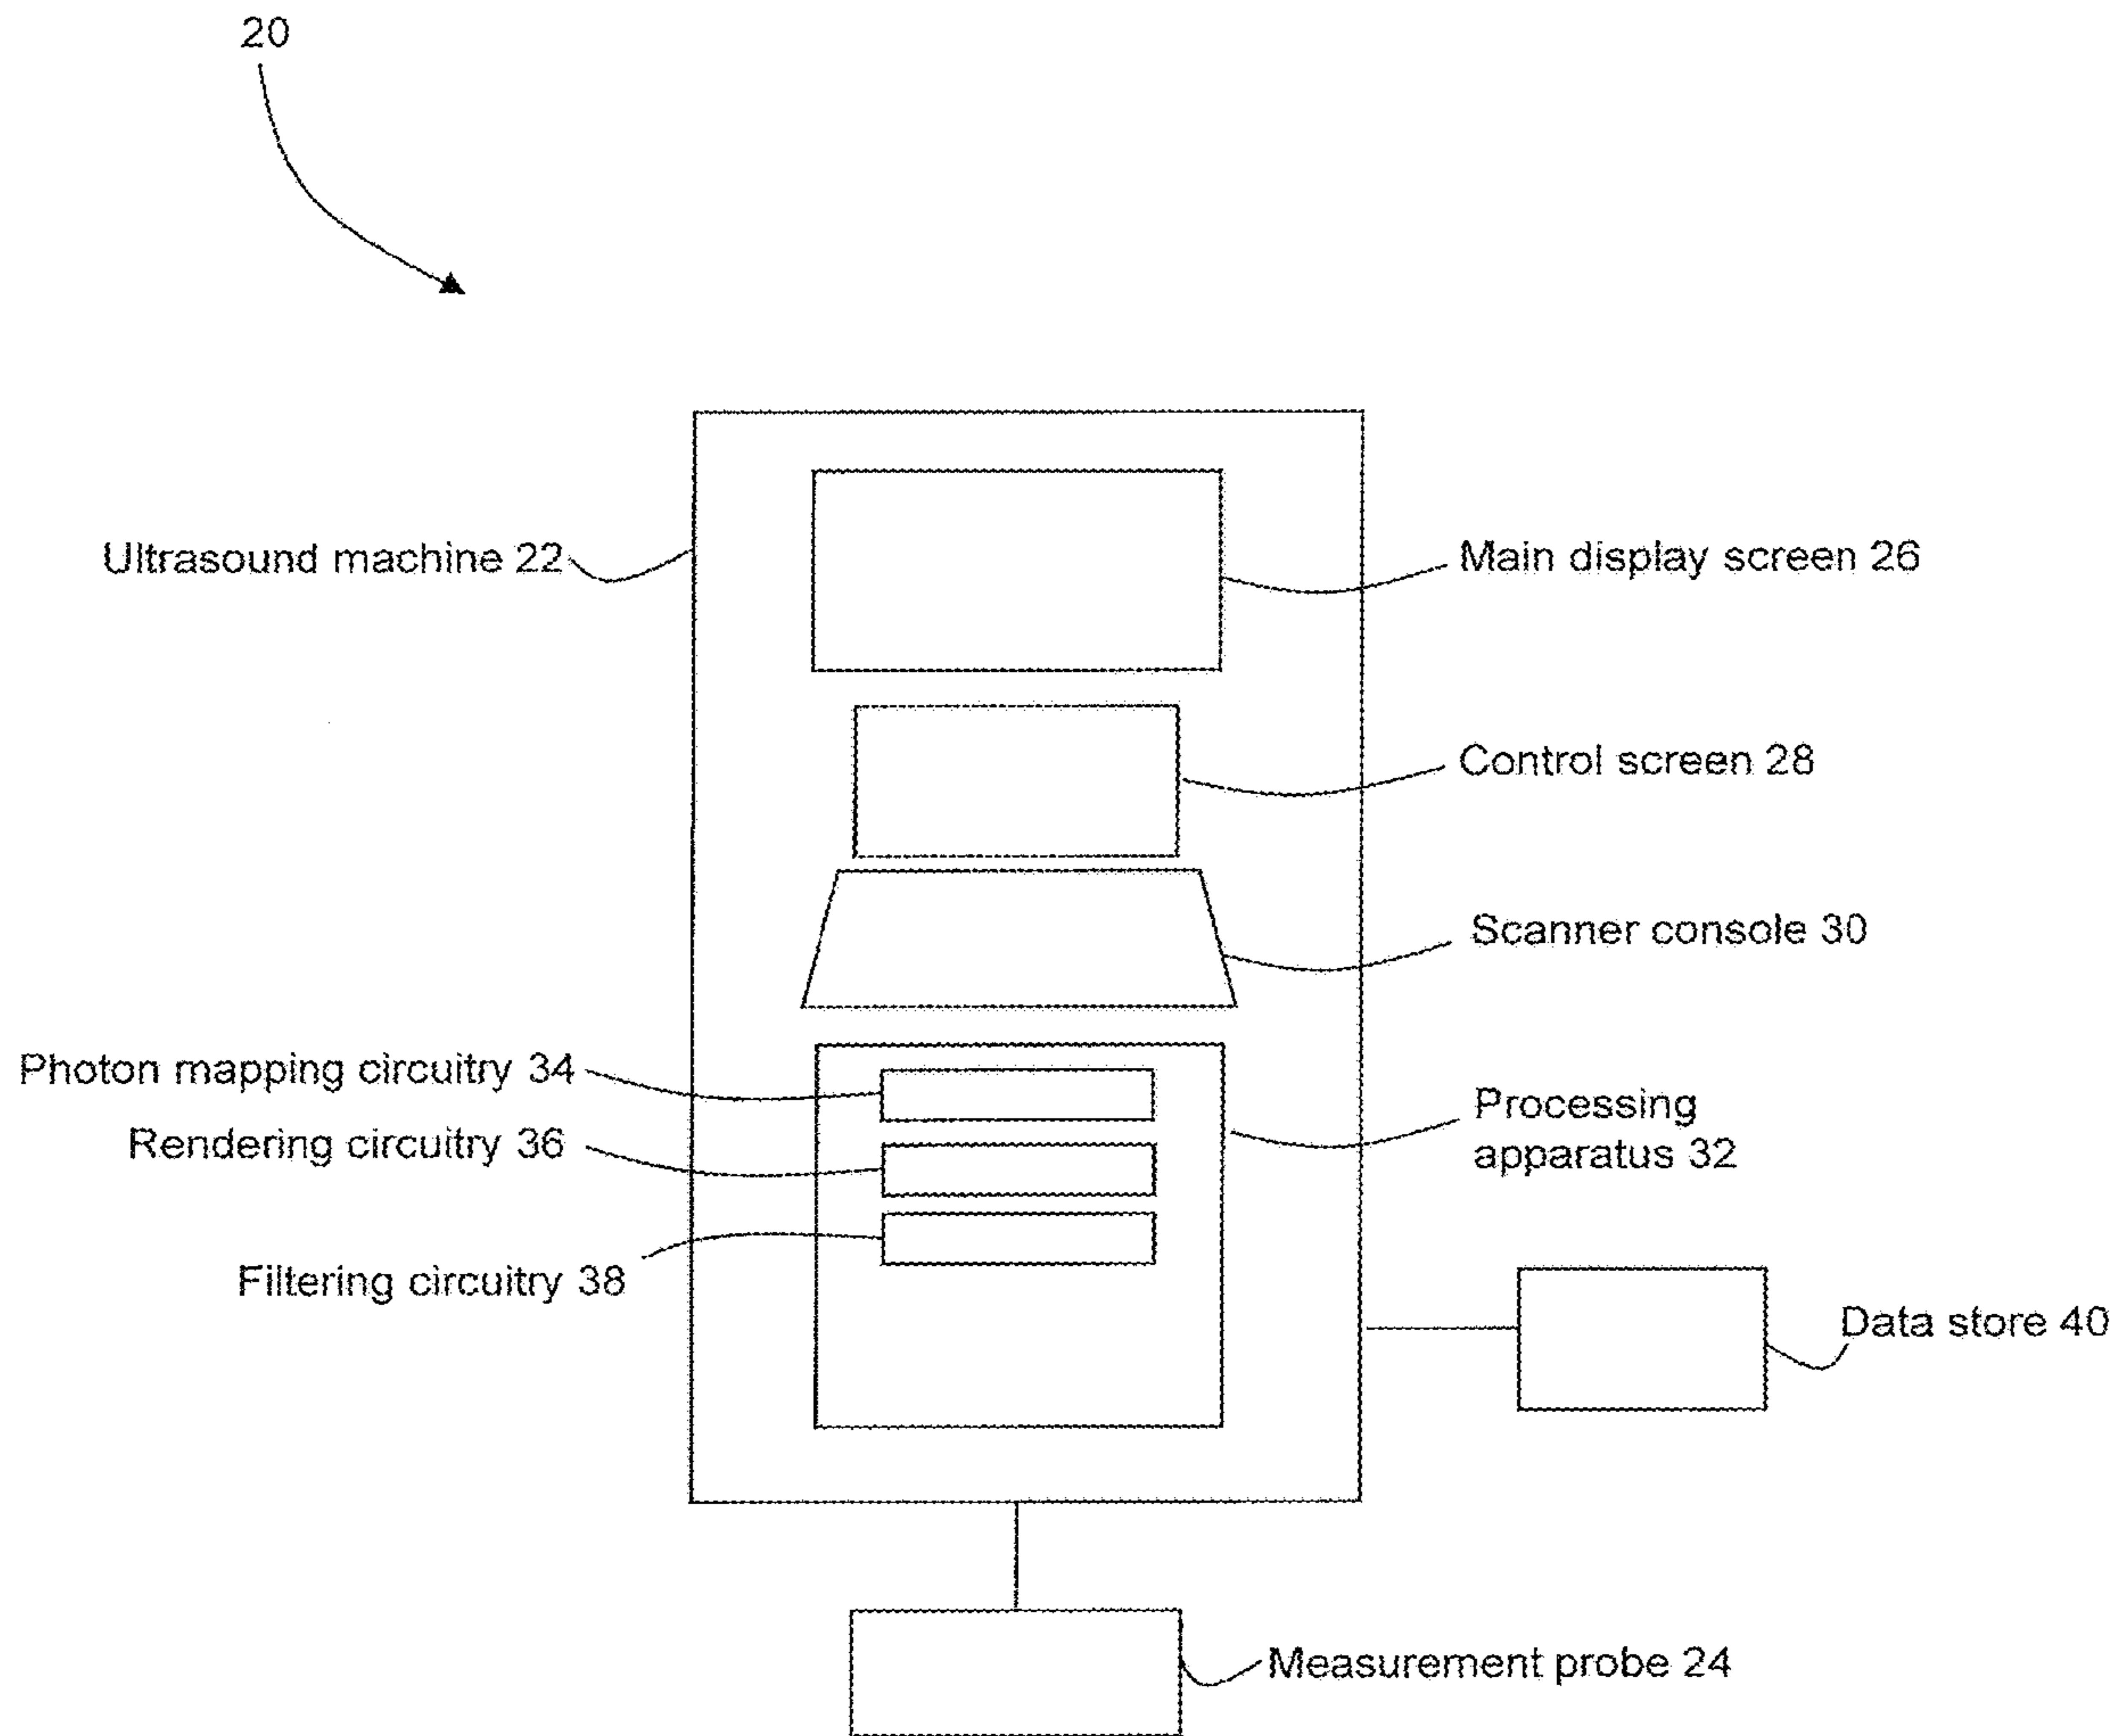 20
Ultrasound machine 22
Main display screen 26
Control screen 28
Scanner console 30
Photon mapping circuitry 34
Processing
apparatus 32
Rendering circuitry 36
Filtering circuitry 38
Data store 40
Measurement probe 24